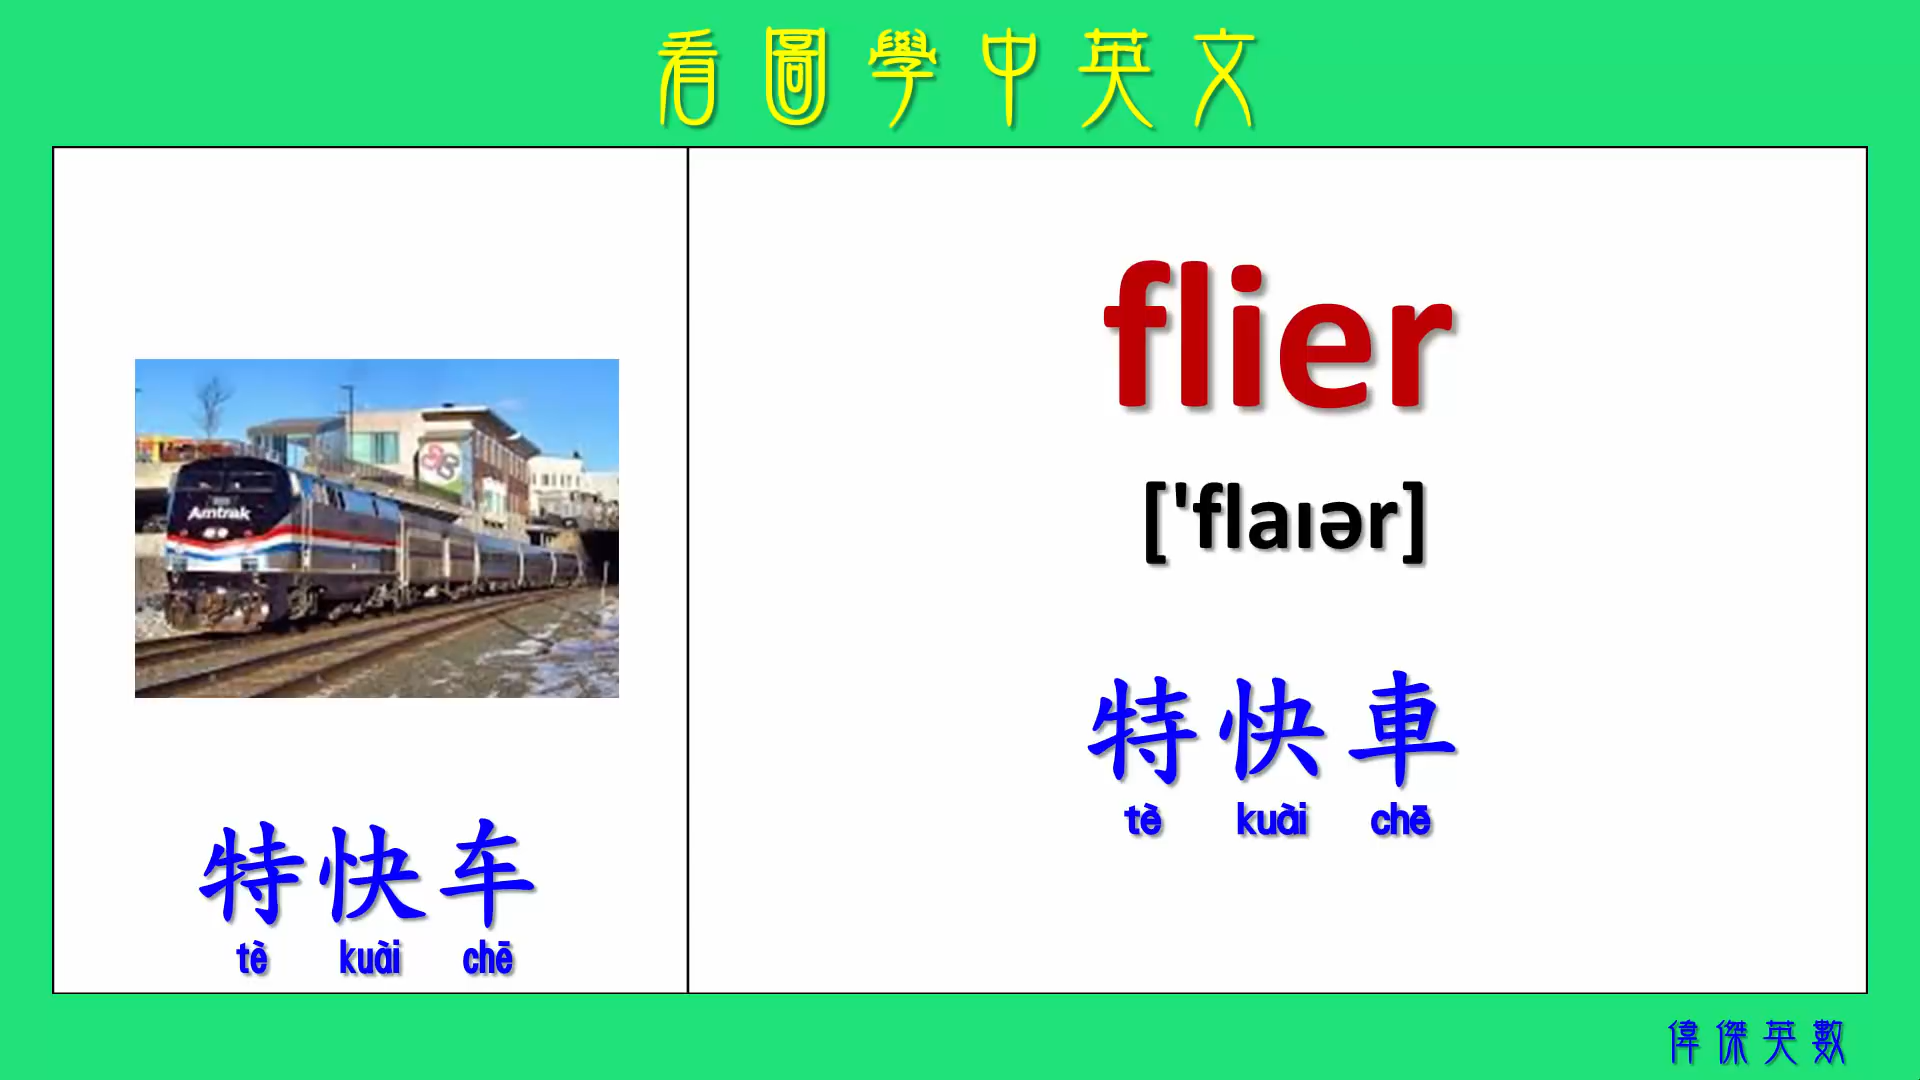 看圖學中英文
Amtrak
特快车
tè kuài chē
flier
['flaıər]
特快車
tè kuài chē
偉傑英數